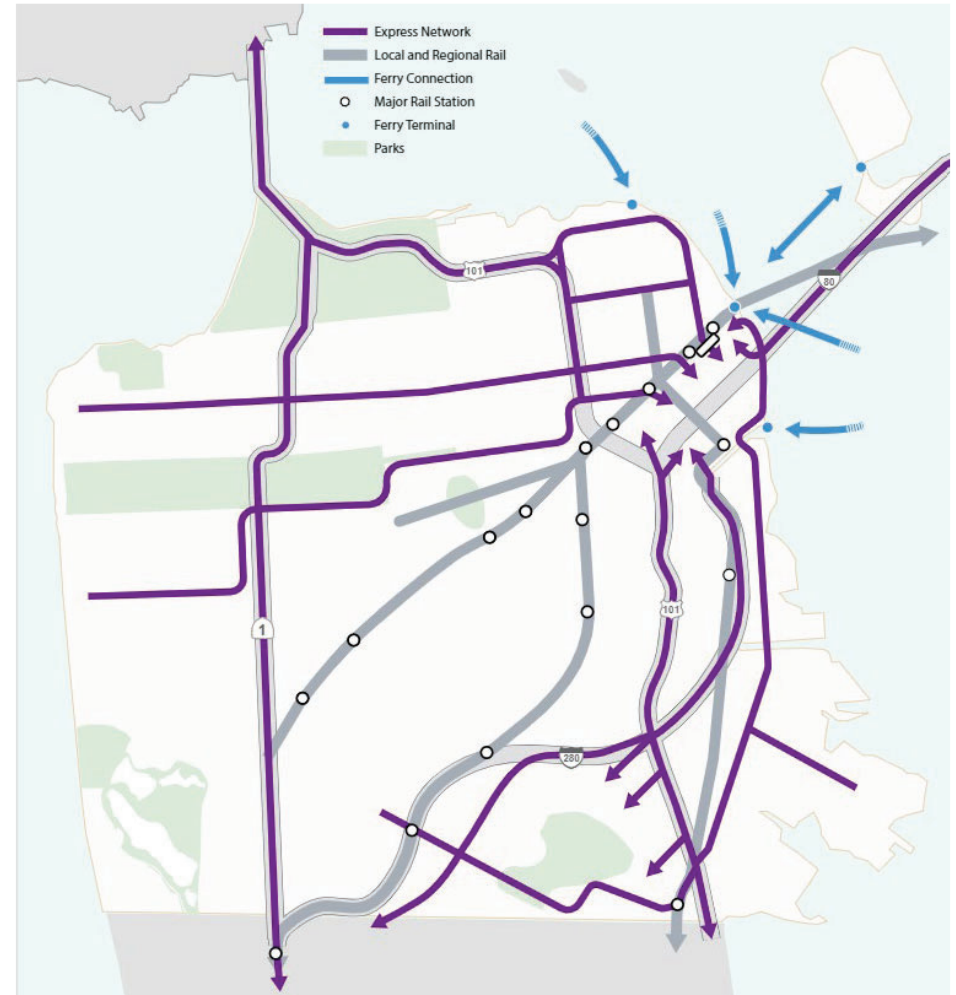 Express Network
Local and Regional Rail
Ferry Connection
Major Rail Station
Ferry Terminal
Parks
101
80
1
101
280